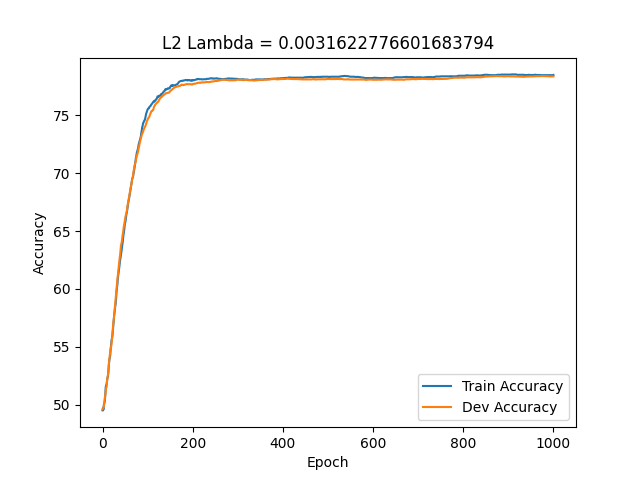 L2 Lambda = 0.0031622776601683794
Accuracy
75
70
65
60
55
50
0 200 400 600 800 1000
Epoch
Train Accuracy
Dev Accuracy